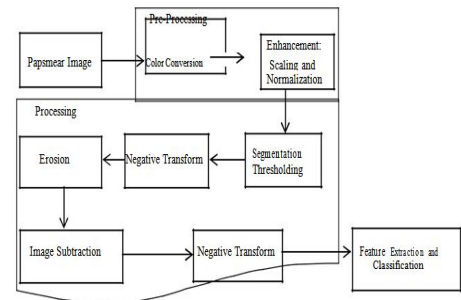 Pre-Processing
Papsmear Image
Color Conversion
Enhancement:
Scaling and
Normalization
Processing
Erosion
Negative Transform
Segmentation
Thresholding
Image Subtraction
Negative Transform
Feature Extraction and
Classification